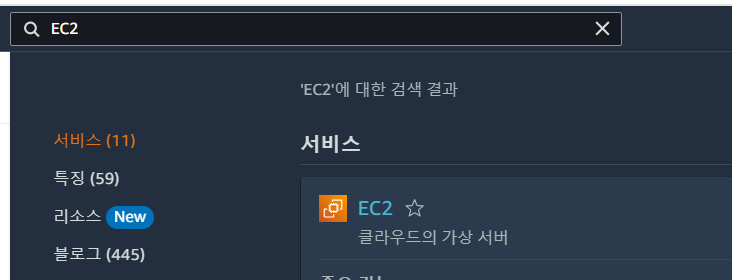 EC2
'EC2'에 대한 검색 결과
서비스 (11)
특징 (59)
리소스 New
블로그 (445)
서비스
EC2
클라우드의 가상 서버